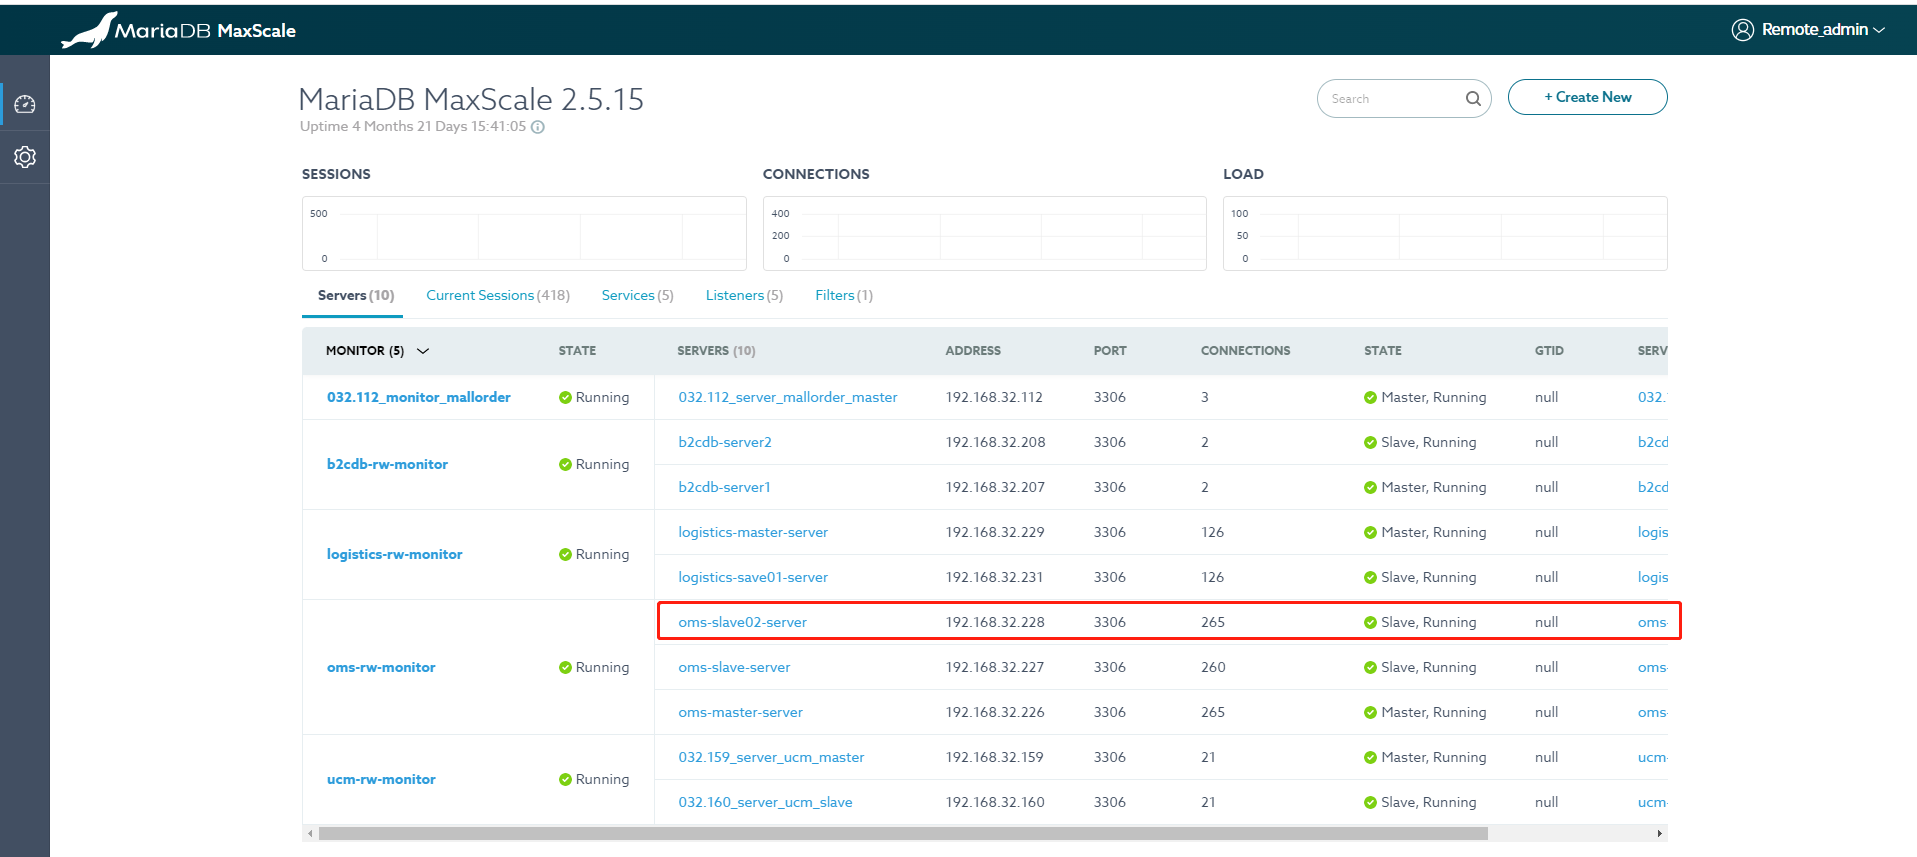 MariaDB MaxScale
Remote_admin
MariaDB MaxScale 2.5.15
Uptime 4 Months 21 Days 15:41:05
Search
+ Create New
SESSIONS
500
0
CONNECTIONS
400
200
0
LOAD
100
50
0
Servers (10) Current Sessions (418) Services (5) Listeners (5) Filters (1)
MONITOR (5) STATE SERVERS (10) ADDRESS PORT CONNECTIONS STATE GTID SERV
032.112_monitor_mallorder Running 032.112_server_mallorder_master 192.168.32.112 3306 3 Master, Running null 032.1
b2cdb-rw-monitor Running
b2cdb-server2 192.168.32.208 3306 2 Slave, Running null b2cd
b2cdb-server1 192.168.32.207 3306 2 Master, Running null b2cd
logistics-rw-monitor Running
logistics-master-server 192.168.32.229 3306 126 Master, Running null logis
logistics-save01-server 192.168.32.231 3306 126 Slave, Running null logis
oms-rw-monitor Running
oms-slave02-server 192.168.32.228 3306 265 Slave, Running null oms-
oms-slave-server 192.168.32.227 3306 260 Slave, Running null oms-
oms-master-server 192.168.32.226 3306 265 Master, Running null oms-
ucm-rw-monitor Running
032.159_server_ucm_master 192.168.32.159 3306 21 Master, Running null ucm-
032.160_server_ucm_slave 192.168.32.160 3306 21 Slave, Running null ucm-